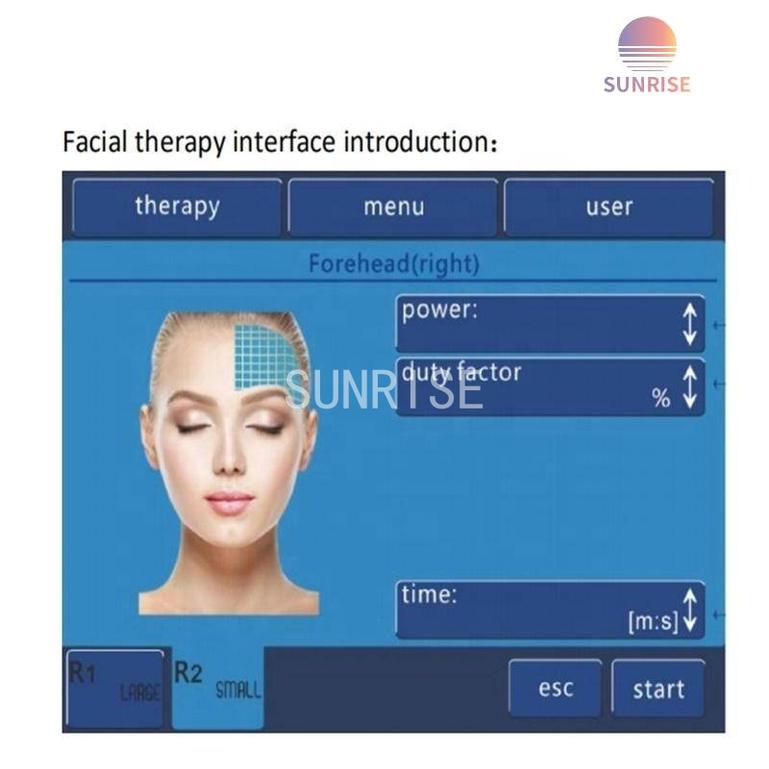 SUNRISE
Facial therapy interface introduction:
therapy
menu
user
Forehead(right)
power:
duty factor
%
SUNRISE
time:
[m:s]
R1
LARGE
R2
SMALL
esc
start